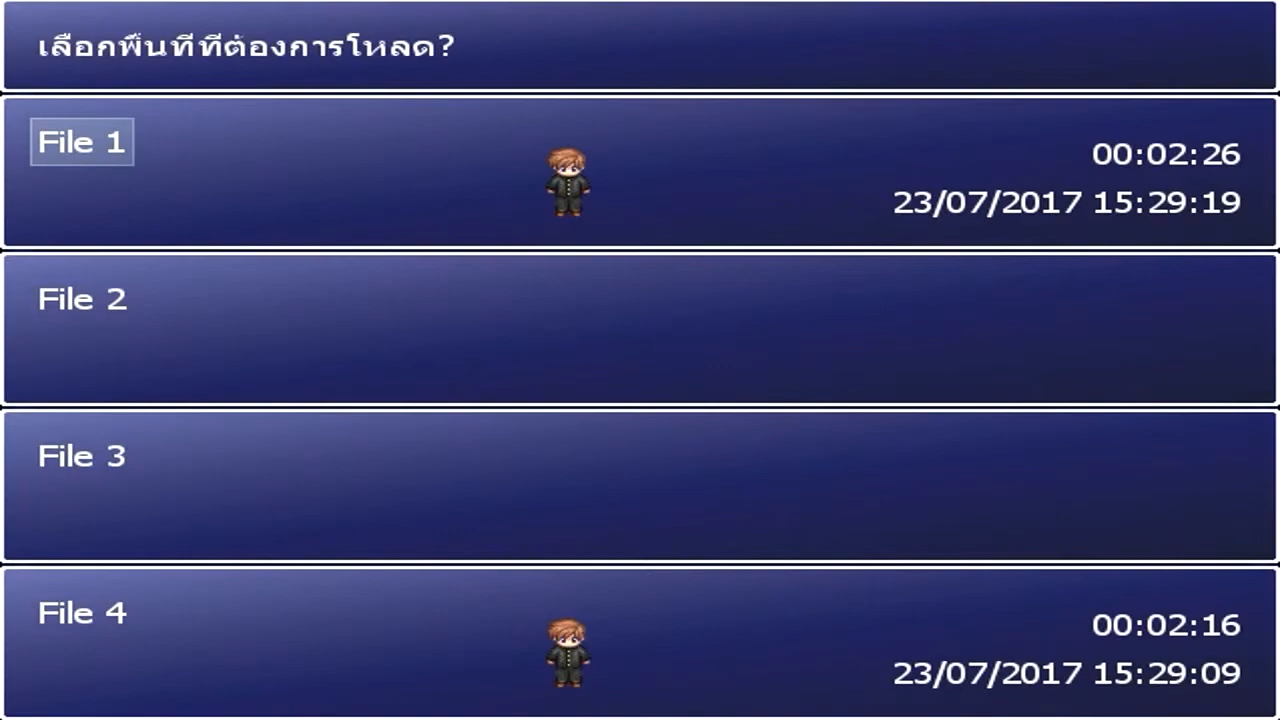 เลือกพื้นที่ที่ต้องการโหลด?
File 1
00:02:26
23/07/2017 15:29:19
File 2
File 3
File 4
00:02:16
23/07/2017 15:29:09